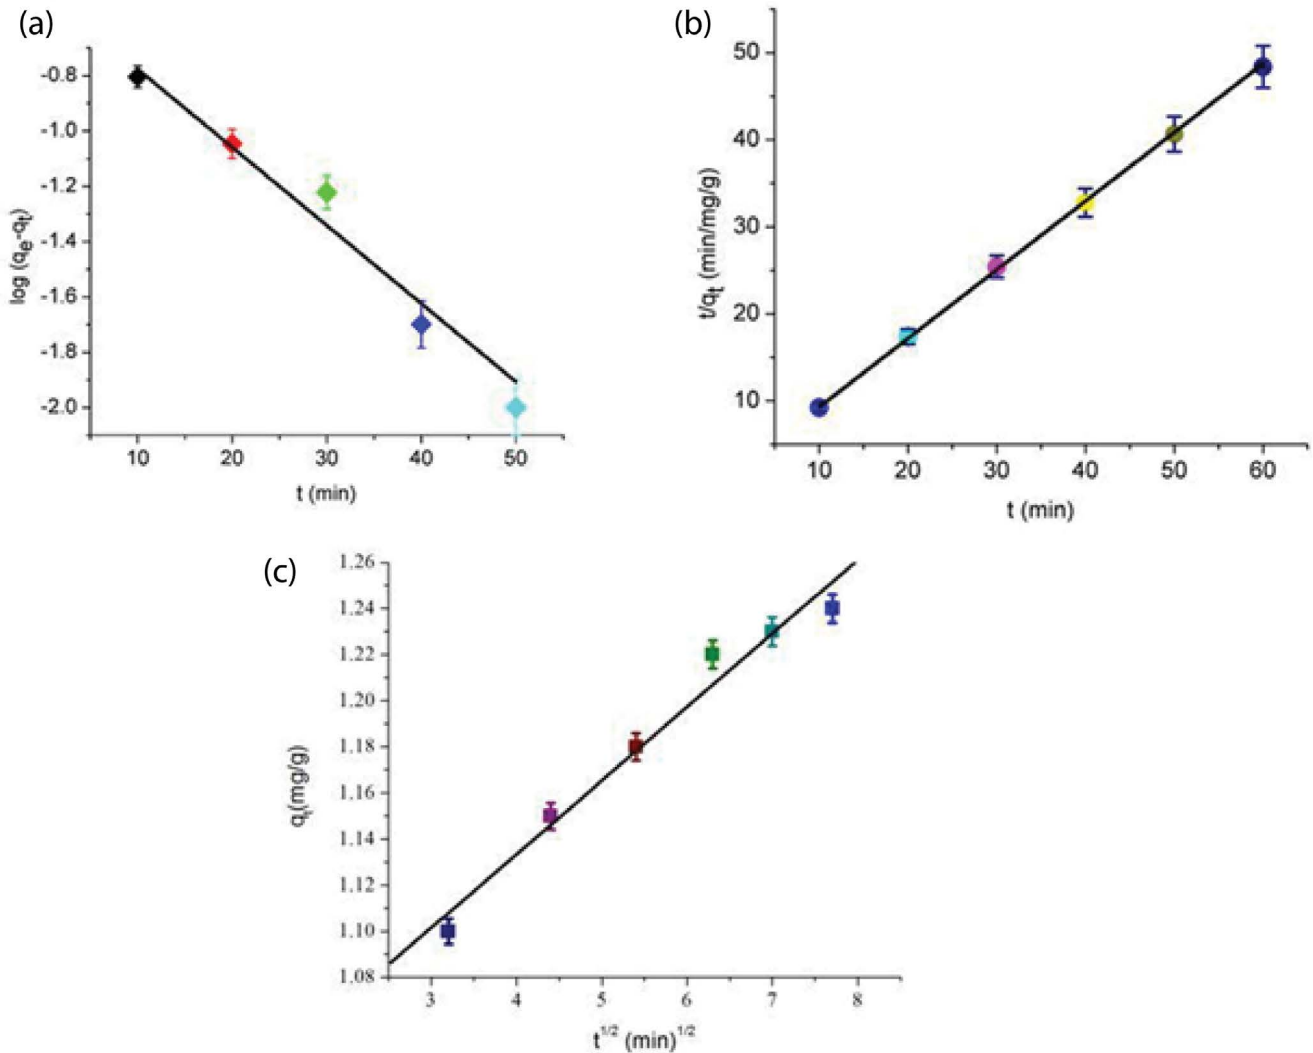 (a)
-0.8
-1.0
-1.2
-1.4
-1.6
-1.8
-2.0
log (qe-qt)
10 20 30 40 50
t (min)
(b)
50
40
30
20
10
t/qt (min/mg/g)
10 20 30 40 50 60
t (min)
(c)
1.26
1.24
1.22
1.20
1.18
1.16
1.14
1.12
1.10
1.08
qt(mg/g)
3 4 5 6 7 8
t1/2 (min)1/2